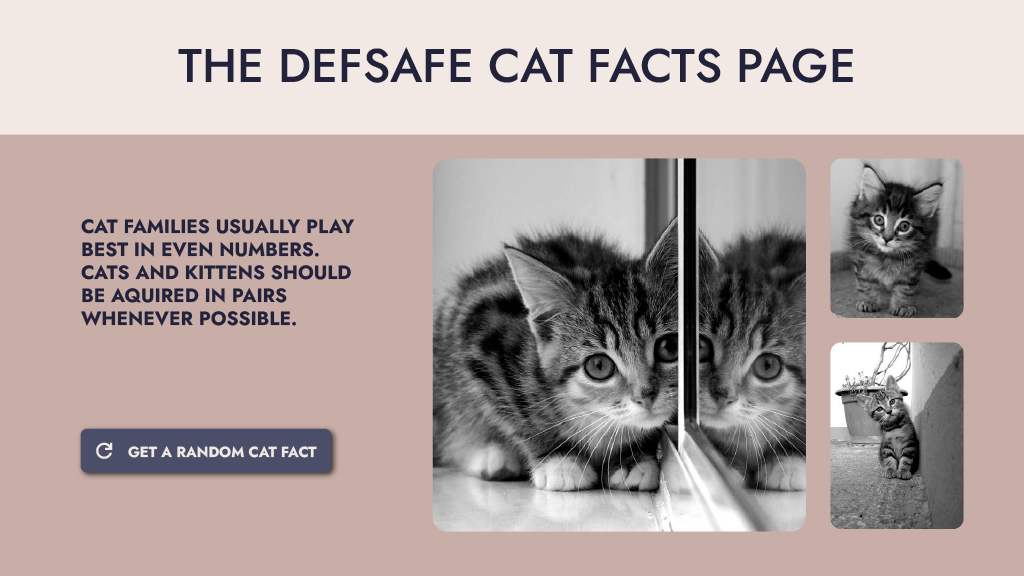 THE DEFSAFE CAT FACTS PAGE
CAT FAMILIES USUALLY PLAY
BEST IN EVEN NUMBERS.
CATS AND KITTENS SHOULD
BE AQUIRED IN PAIRS
WHENEVER POSSIBLE.
GET A RANDOM CAT FACT